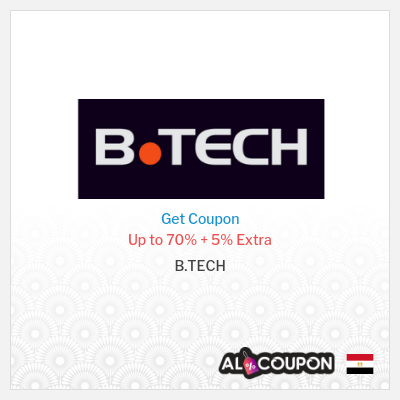 B.TECH
Get Coupon
Up to 70% + 5% Extra
B.TECH
ALCOUPON